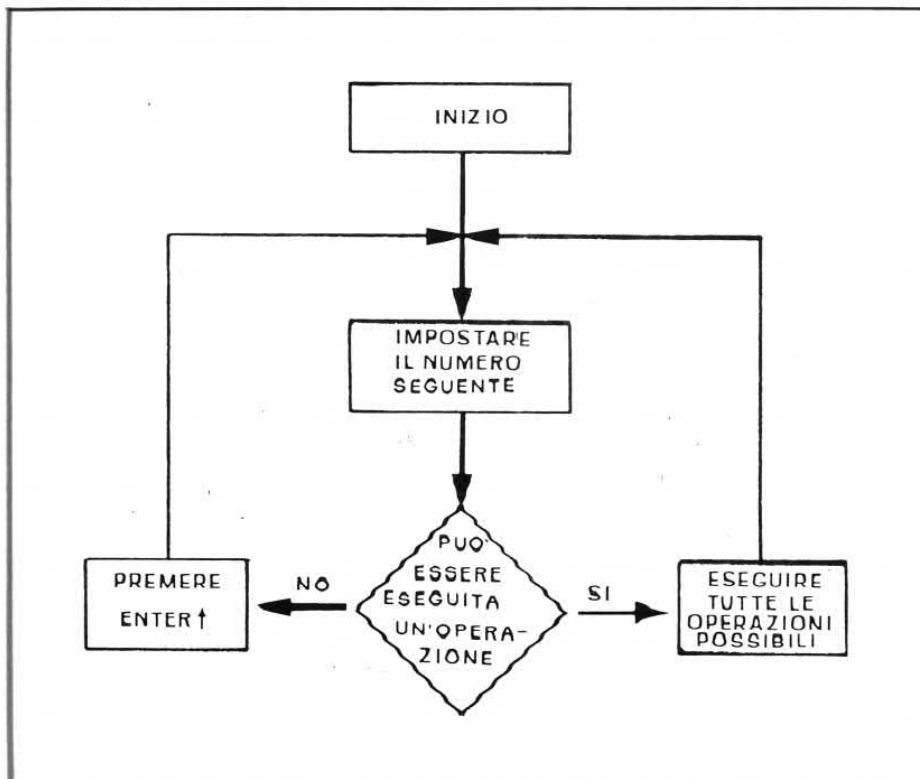 INIZIO
IMPOSTARE
IL NUMERO
SEGUENTE
PUO'
ESSERE
ESEGUITA
UN'OPERA-
ZIONE
NO
SI
PREMERE
ENTER↑
ESEGUIRE
TUTTE LE
OPERAZIONI
POSSIBILI